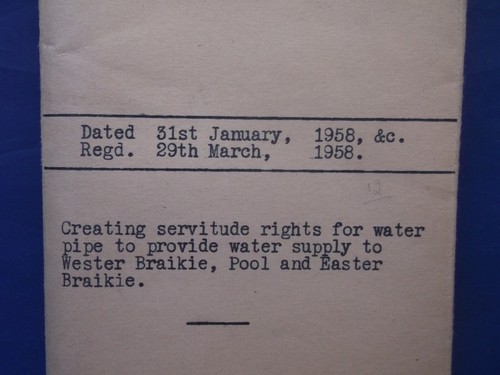 Dated 31st January, 1958, &c.
Regd. 29th March, 1958.
Creating servitude rights for water
pipe to provide water supply to
Wester Braikie, Pool and Easter
Braikie.